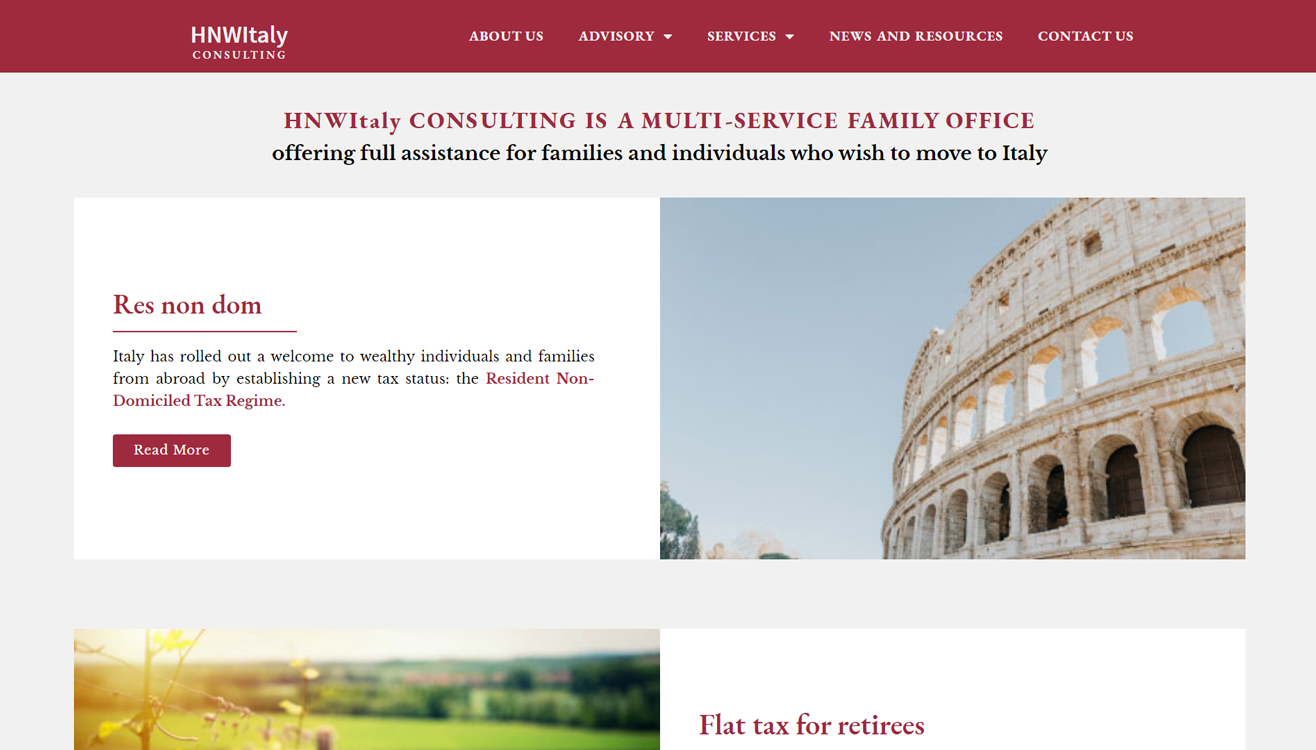 HNWItaly
CONSULTING
ABOUT US
ADVISORY
SERVICES
NEWS AND RESOURCES
CONTACT US
HNWItaly CONSULTING IS A MULTI-SERVICE FAMILY OFFICE
offering full assistance for families and individuals who wish to move to Italy
Res non dom
Italy has rolled out a welcome to wealthy individuals and families
from abroad by establishing a new tax status: the Resident Non-
Domiciled Tax Regime.
Read More
Flat tax for retirees